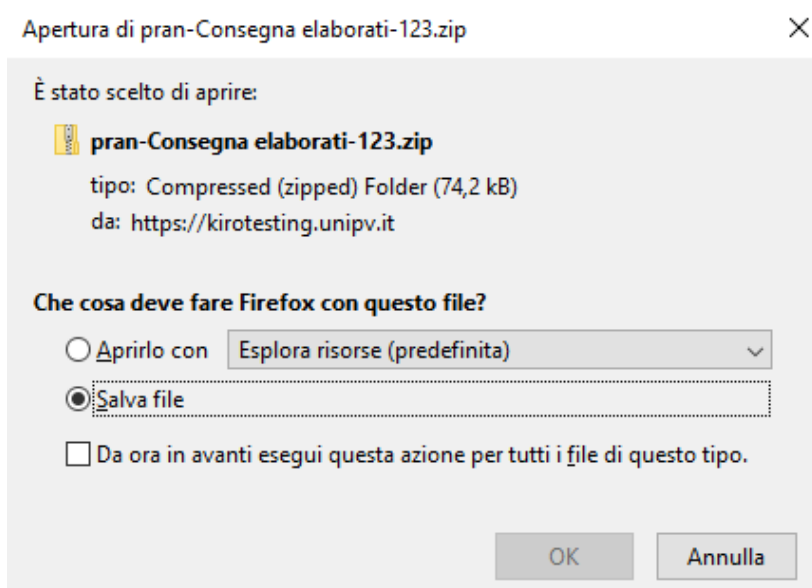 Apertura di pran-Consegna elaborati-123.zip
È stato scelto di aprire:
pran-Consegna elaborati-123.zip
tipo: Compressed (zipped) Folder (74,2 kB)
da: https://kirotesting.unipv.it
Che cosa deve fare Firefox con questo file?
Aprirlo con Esplora risorse (predefinita)
Salva file
Da ora in avanti esegui questa azione per tutti i file di questo tipo.
OK Annulla